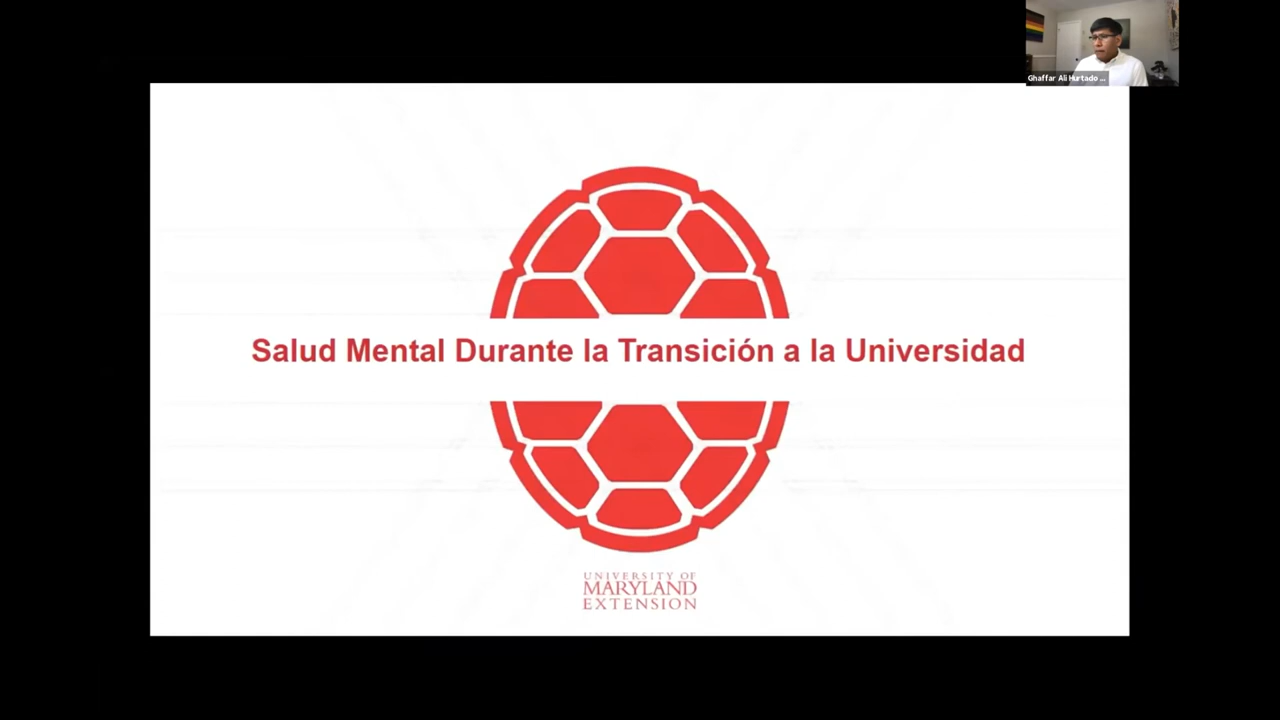 Ghaffar Ali Hurtado ...
Salud Mental Durante la Transición a la Universidad
UNIVERSITY OF
MARYLAND
EXTENSION